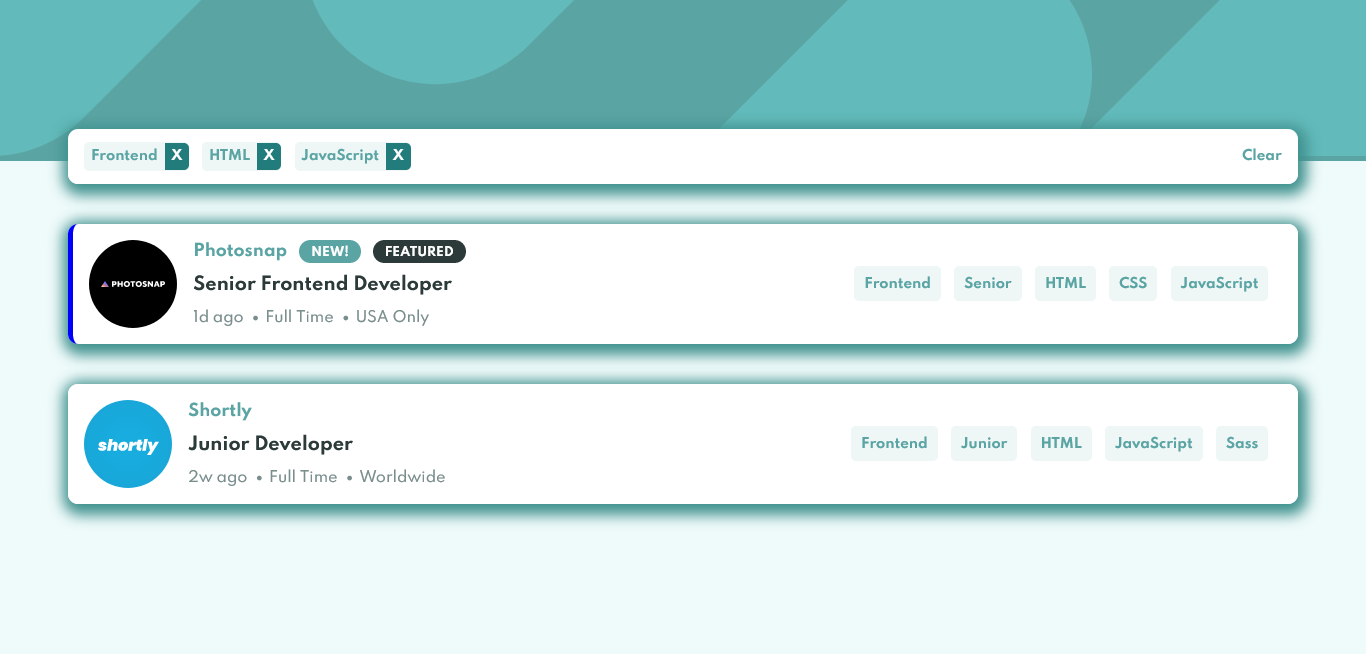 Frontend X HTML X JavaScript X Clear
Photosnap NEW! FEATURED
PHOTOSNAP
Senior Frontend Developer
1d ago • Full Time • USA Only
Frontend Senior HTML CSS JavaScript
Shortly
shortly
Junior Developer
2w ago • Full Time • Worldwide
Frontend Junior HTML JavaScript Sass